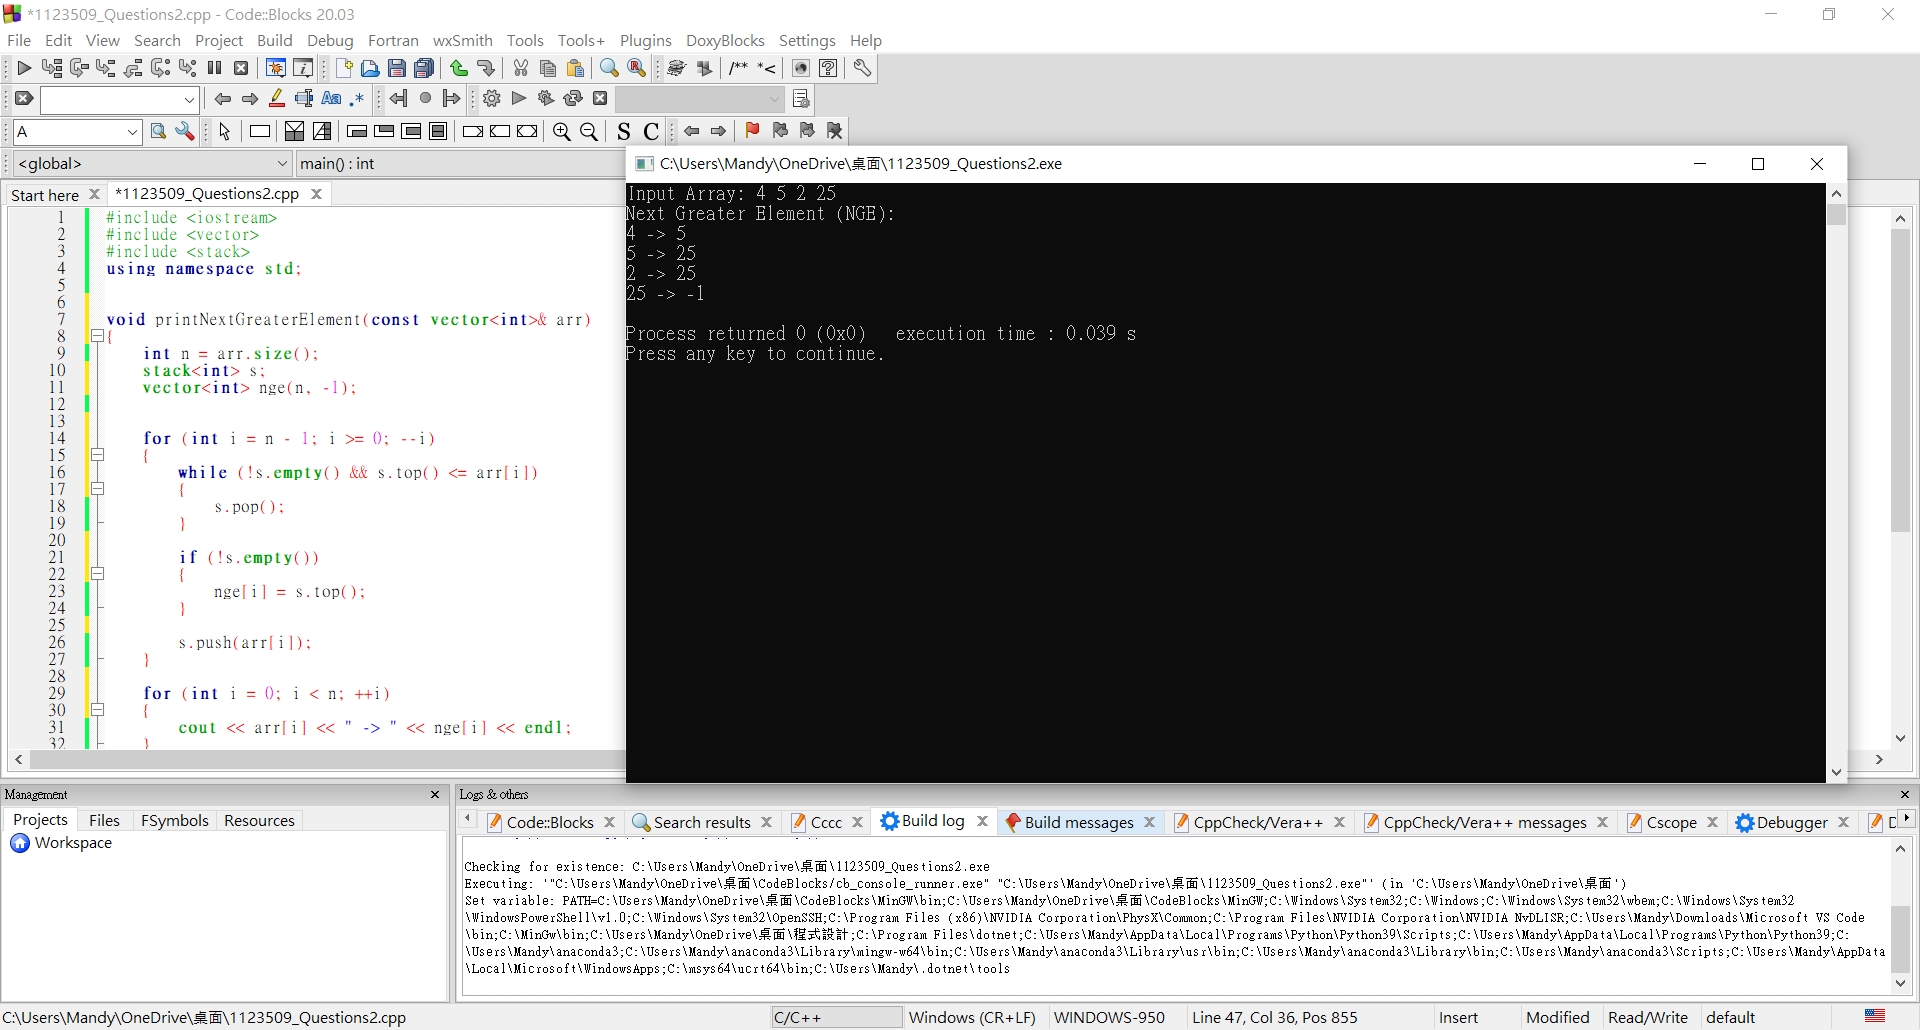 *1123509_Questions2.cpp - Code::Blocks 20.03
File Edit View Search Project Build Debug Fortran wxSmith Tools Tools+ Plugins DoxyBlocks Settings Help
/** *<
Aa .*
A
S C
<global>
main() : int
Start here
*1123509_Questions2.cpp
1 #include <iostream>
2 #include <vector>
3 #include <stack>
4 using namespace std;
5
6
7 void printNextGreaterElement(const vector<int>& arr)
8 {
9 int n = arr.size();
10 stack<int> s;
11 vector<int> nge(n, -1);
12
13
14 for (int i = n - 1; i >= 0; --i)
15 {
16 while (!s.empty() && s.top() <= arr[i])
17 {
18 s.pop();
19 }
20
21 if (!s.empty())
22 {
23 nge[i] = s.top();
24 }
25
26 s.push(arr[i]);
27 }
28
29 for (int i = 0; i < n; ++i)
30 {
31 cout << arr[i] << " -> " << nge[i] << endl;
32 }
C:\Users\Mandy\OneDrive\桌面\1123509_Questions2.exe
Input Array: 4 5 2 25
Next Greater Element (NGE):
4 -> 5
5 -> 25
2 -> 25
25 -> -1
Process returned 0 (0x0)   execution time : 0.039 s
Press any key to continue.
Management
Projects Files FSymbols Resources
Workspace
Logs & others
Code::Blocks Search results Cccc Build log Build messages CppCheck/Vera++ CppCheck/Vera++ messages Cscope Debugger
Checking for existence: C:\Users\Mandy\OneDrive\桌面\1123509_Questions2.exe
Executing: '"C:\Users\Mandy\OneDrive\桌面\CodeBlocks/cb_console_runner.exe" "C:\Users\Mandy\OneDrive\桌面\1123509_Questions2.exe"' (in 'C:\Users\Mandy\OneDrive\桌面')
Set variable: PATH=C:\Users\Mandy\OneDrive\桌面\CodeBlocks\MinGW\bin;C:\Users\Mandy\OneDrive\桌面\CodeBlocks\MinGW;C:\Windows\System32;C:\Windows;C:\Windows\System32\wbem;C:\Windows\System32
\WindowsPowerShell\v1.0;C:\Windows\System32\OpenSSH;C:\Program Files (x86)\NVIDIA Corporation\PhysX\Common;C:\Program Files\NVIDIA Corporation\NVIDIA NvDLISR;C:\Users\Mandy\Downloads\Microsoft VS Code
\bin;C:\MinGw\bin;C:\Users\Mandy\OneDrive\桌面\程式設計;C:\Program Files\dotnet;C:\Users\Mandy\AppData\Local\Programs\Python\Python39\Scripts;C:\Users\Mandy\AppData\Local\Programs\Python\Python39;C:
\Users\Mandy\anaconda3;C:\Users\Mandy\anaconda3\Library\mingw-w64\bin;C:\Users\Mandy\anaconda3\Library\usr\bin;C:\Users\Mandy\anaconda3\Library\bin;C:\Users\Mandy\anaconda3\Scripts;C:\Users\Mandy\AppData
\Local\Microsoft\WindowsApps;C:\msys64\ucrt64\bin;C:\Users\Mandy\.dotnet\tools
C:\Users\Mandy\OneDrive\桌面\1123509_Questions2.cpp C/C++ Windows (CR+LF) WINDOWS-950 Line 47, Col 36, Pos 855 Insert Modified Read/Write default